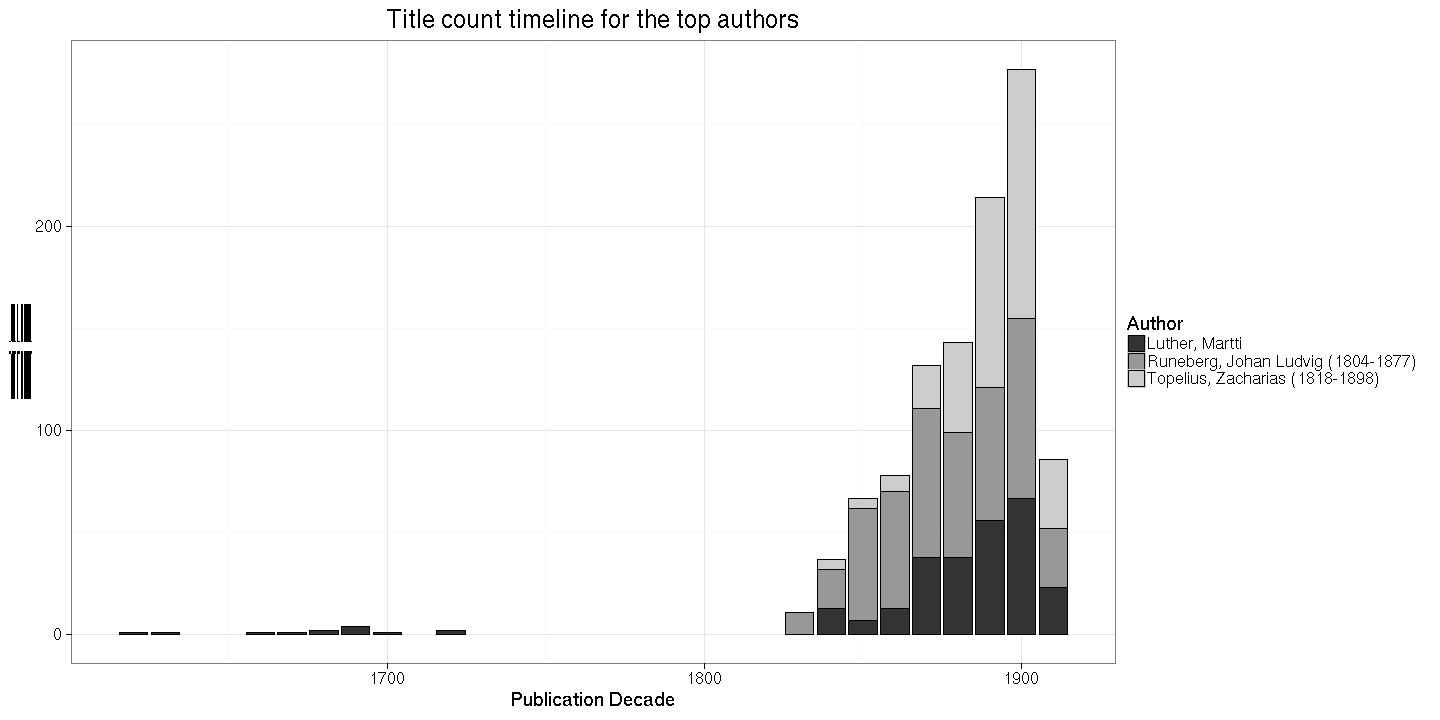 Title count timeline for the top authors
200
100
0
1700
1800
1900
Publication Decade
Author
Luther, Martti
Runeberg, Johan Ludvig (1804-1877)
Topelius, Zacharias (1818-1898)